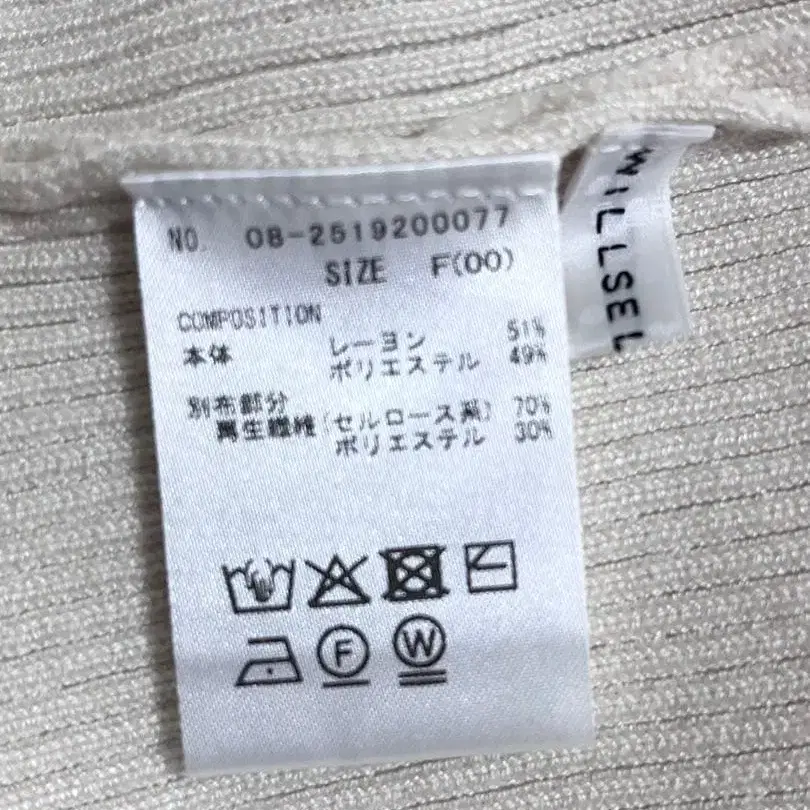 NO. 08-2519200077
SIZE F(00)
COMPOSITION
本体 レーヨン 51%
ポリエステル 49%
別布部分
再生繊維(セルロース系) 70%
ポリエステル 30%
F W
WILLSEL